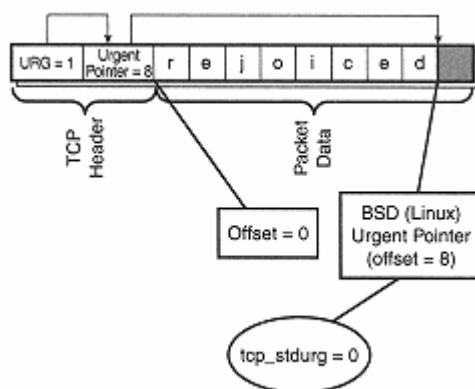 URG = 1
Urgent
Pointer = 8
r e j o i c e d
TCP
Header
Packet
Data
Offset = 0
BSD (Linux)
Urgent Pointer
(offset = 8)
tcp_stdurg = 0